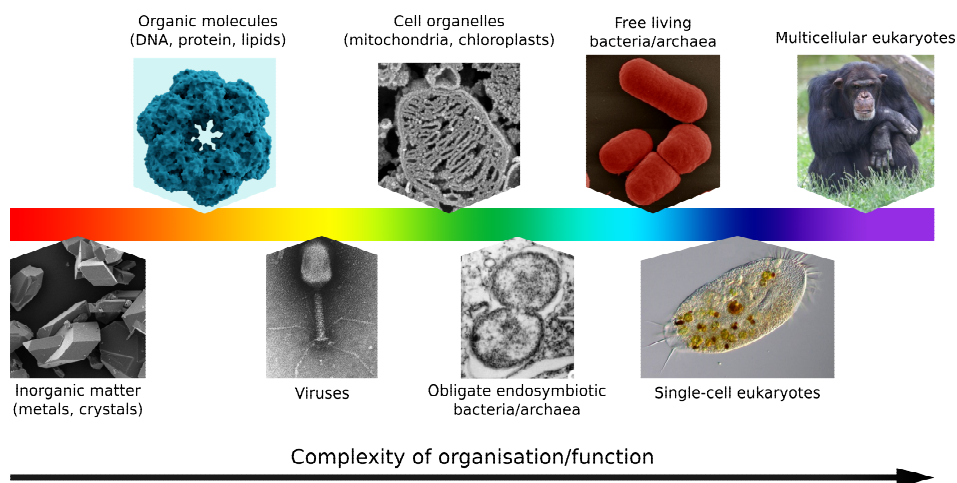 Organic molecules
(DNA, protein, lipids)
Cell organelles
(mitochondria, chloroplasts)
Free living
bacteria/archaea
Multicellular eukaryotes
Inorganic matter
(metals, crystals)
Viruses
Obligate endosymbiotic
bacteria/archaea
Single-cell eukaryotes
Complexity of organisation/function